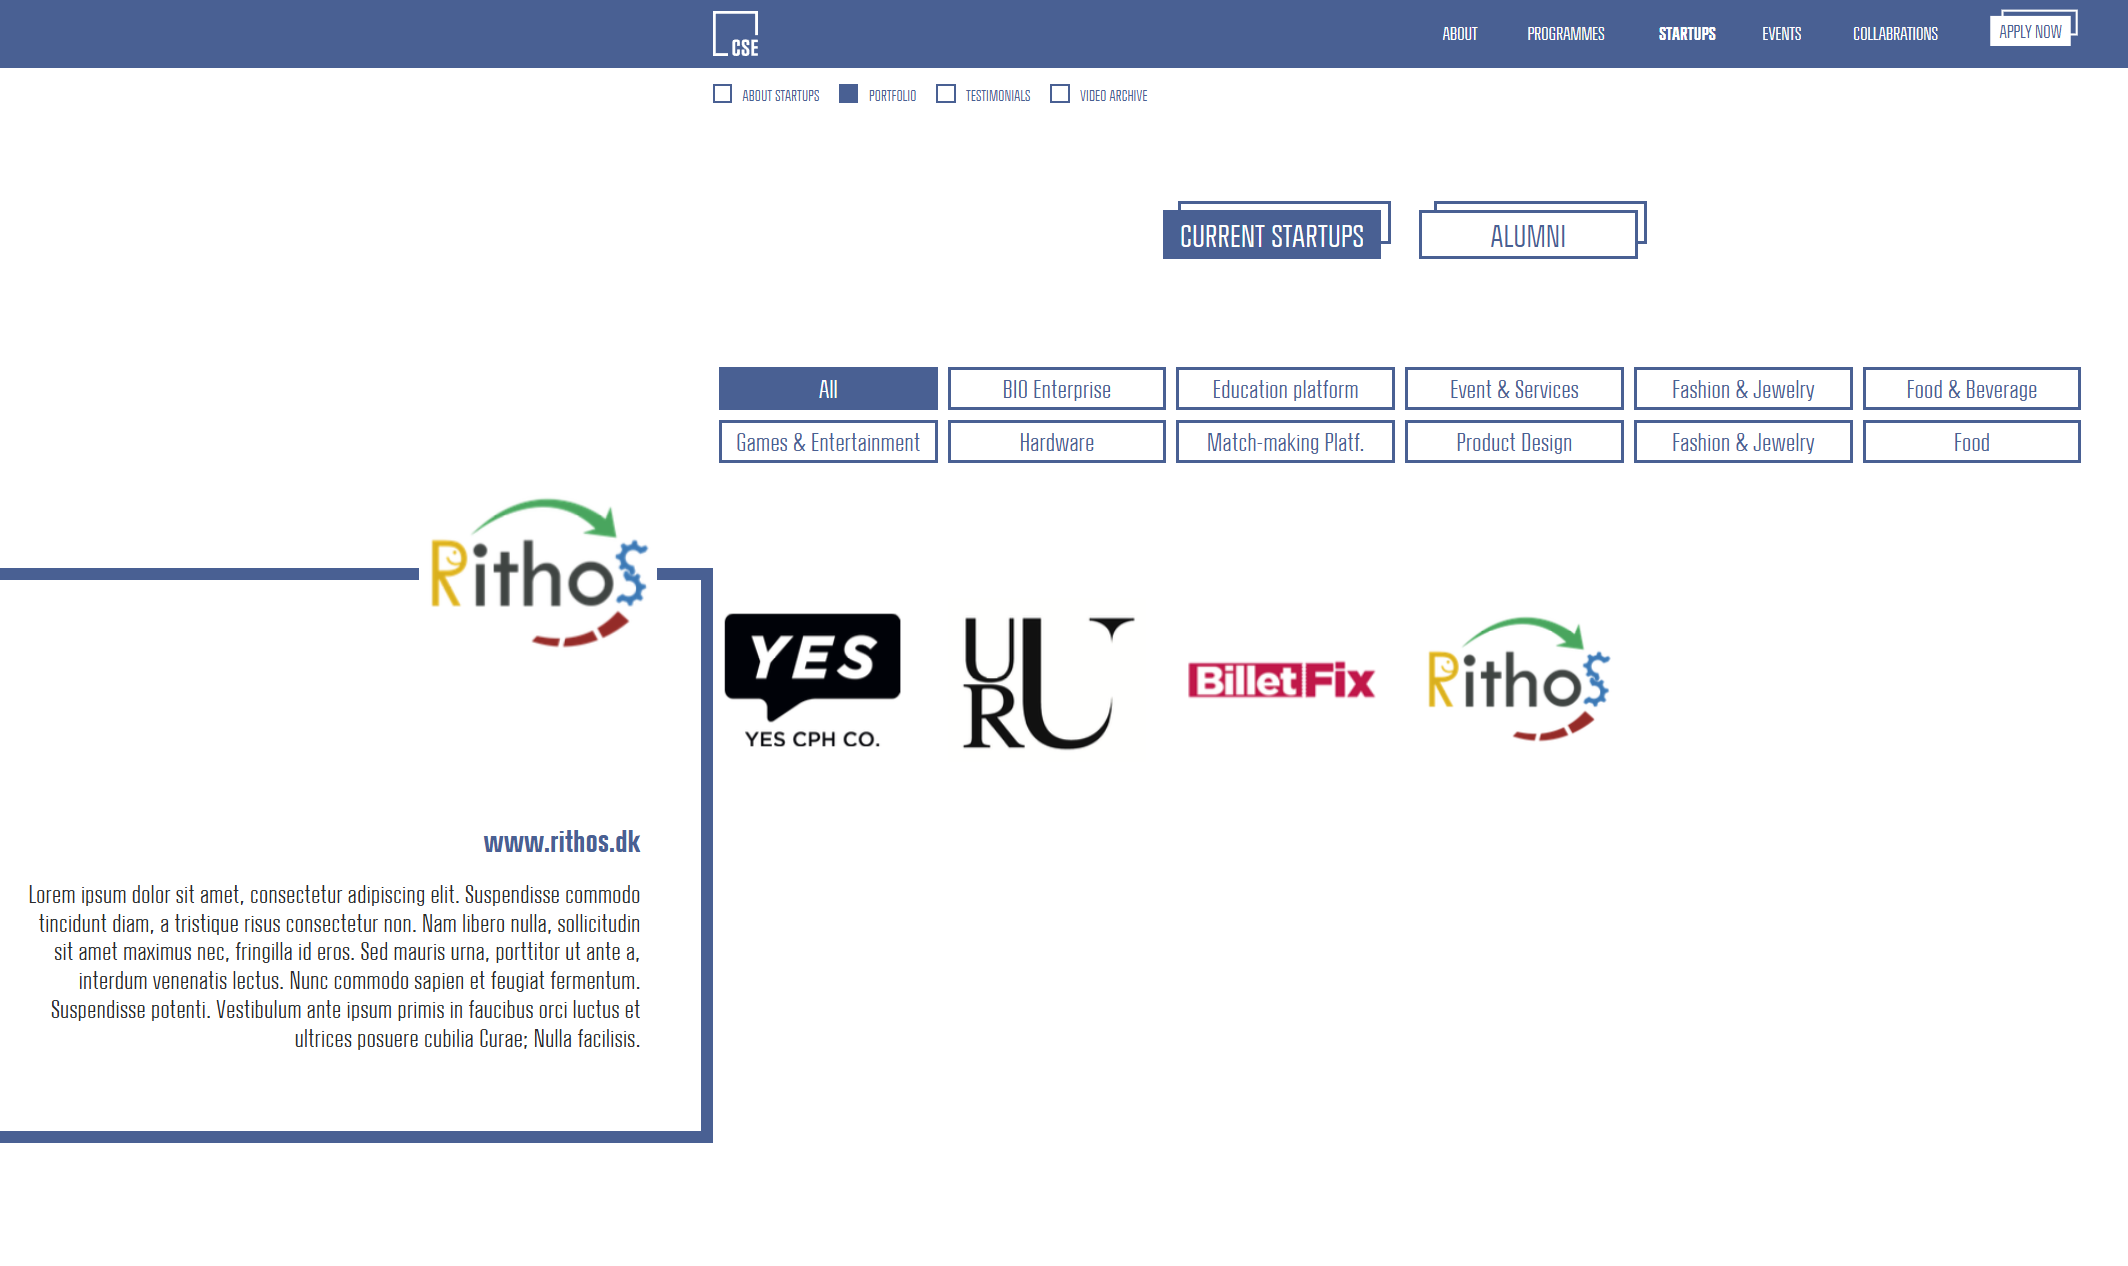 CSE
ABOUT PROGRAMMES STARTUPS EVENTS COLLABRATIONS APPLY NOW
ABOUT STARTUPS PORTFOLIO TESTIMONIALS VIDEO ARCHIVE
CURRENT STARTUPS ALUMNI
All BIO Enterprise Education platform Event & Services Fashion & Jewelry Food & Beverage
Games & Entertainment Hardware Match-making Platf. Product Design Fashion & Jewelry Food
Rithos
YES
YES CPH CO.
URU
BilletFix
Rithos
www.rithos.dk
Lorem ipsum dolor sit amet, consectetur adipiscing elit. Suspendisse commodo
tincidunt diam, a tristique risus consectetur non. Nam libero nulla, sollicitudin
sit amet maximus nec, fringilla id eros. Sed mauris urna, porttitor ut ante a,
interdum venenatis lectus. Nunc commodo sapien et feugiat fermentum.
Suspendisse potenti. Vestibulum ante ipsum primis in faucibus orci luctus et
ultrices posuere cubilia Curae; Nulla facilisis.